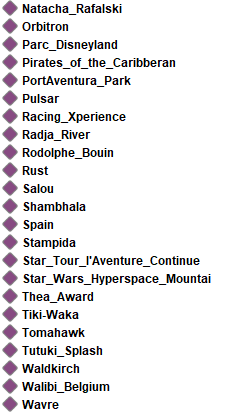 Natacha_Rafalski
Orbitron
Parc_Disneyland
Pirates_of_the_Caribberan
PortAventura_Park
Pulsar
Racing_Xperience
Radja_River
Rodolphe_Bouin
Rust
Salou
Shambhala
Spain
Stampida
Star_Tour_l'Aventure_Continue
Star_Wars_Hyperspace_Mountai
Thea_Award
Tiki-Waka
Tomahawk
Tutuki_Splash
Waldkirch
Walibi_Belgium
Wavre